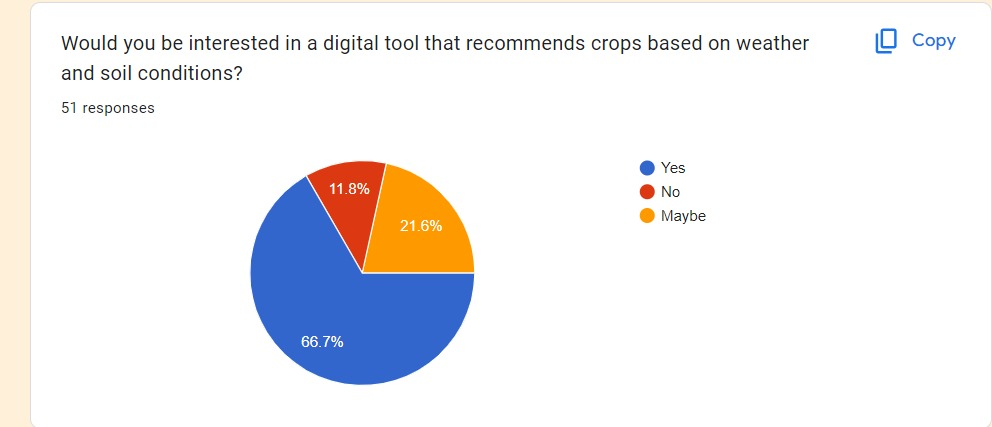 Would you be interested in a digital tool that recommends crops based on weather
and soil conditions?
Copy
51 responses
Yes
No
Maybe
11.8%
21.6%
66.7%